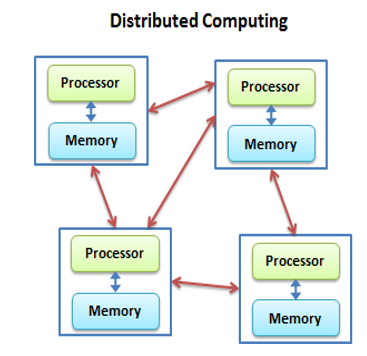 Distributed Computing
Processor
Memory
Processor
Memory
Processor
Memory
Processor
Memory